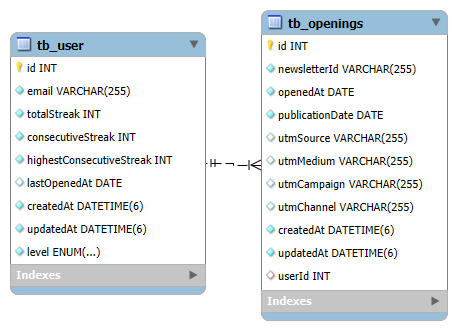 tb_user
id INT
email VARCHAR(255)
totalStreak INT
consecutiveStreak INT
highestConsecutiveStreak INT
lastOpenedAt DATE
createdAt DATETIME(6)
updatedAt DATETIME(6)
level ENUM(...)
Indexes
tb_openings
id INT
newsletterId VARCHAR(255)
openedAt DATE
publicationDate DATE
utmSource VARCHAR(255)
utmMedium VARCHAR(255)
utmCampaign VARCHAR(255)
utmChannel VARCHAR(255)
createdAt DATETIME(6)
updatedAt DATETIME(6)
userId INT
Indexes